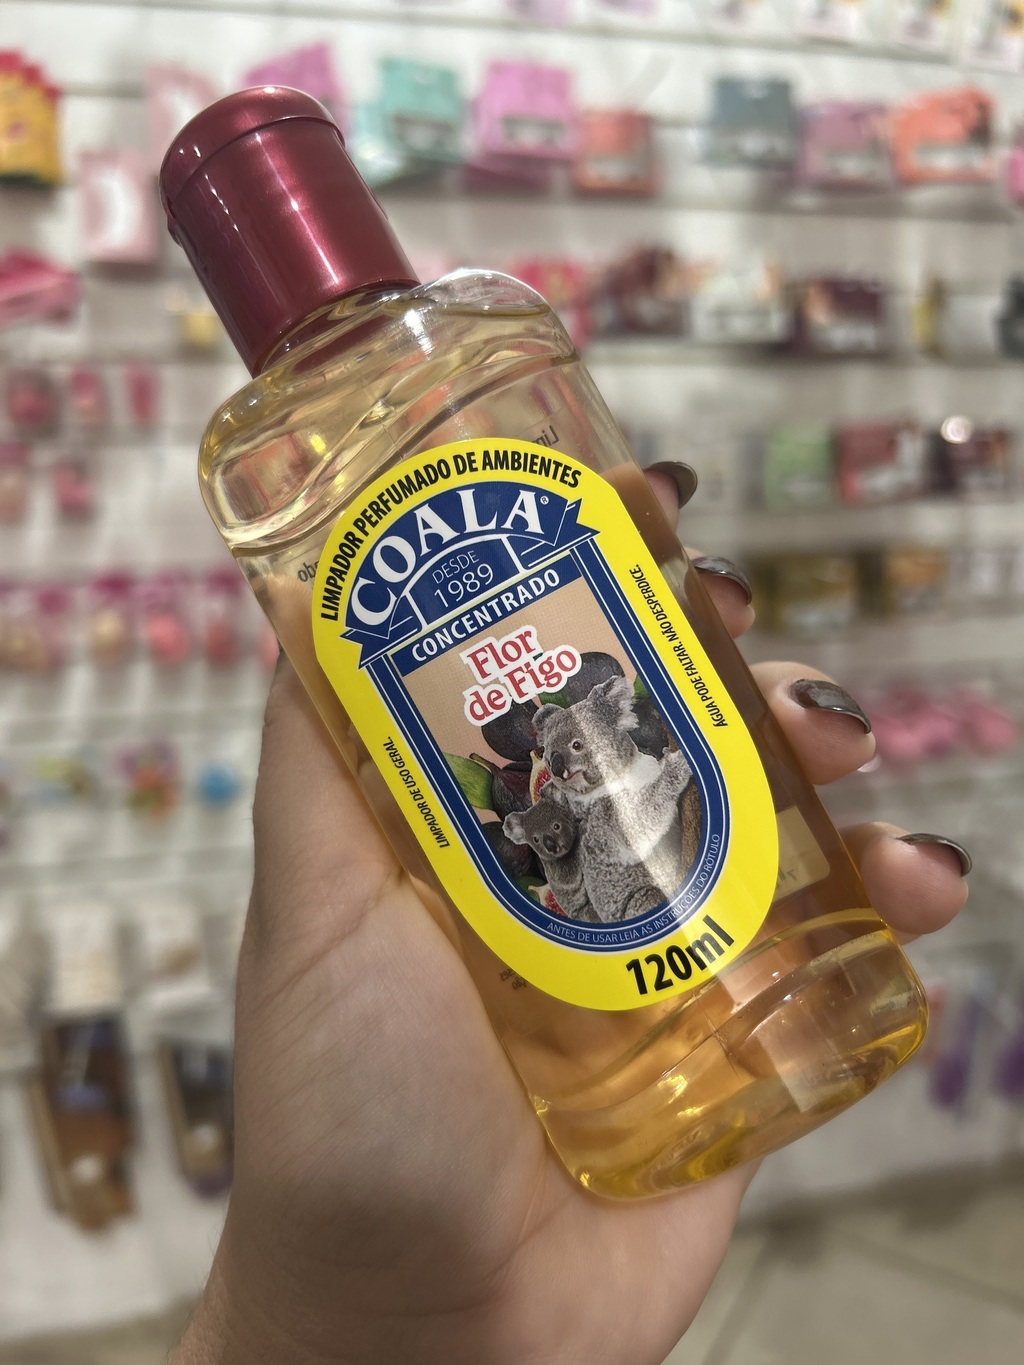 LIMPADOR PERFUMADO DE AMBIENTES
COALA®
DESDE
1989
CONCENTRADO
Flor
de Figo
ÁGUA PODE FALTAR. NÃO DESPERDICE.
LIMPADOR DE USO GERAL.
ANTES DE USAR LEIA AS INSTRUÇÕES DO RÓTULO
120ml